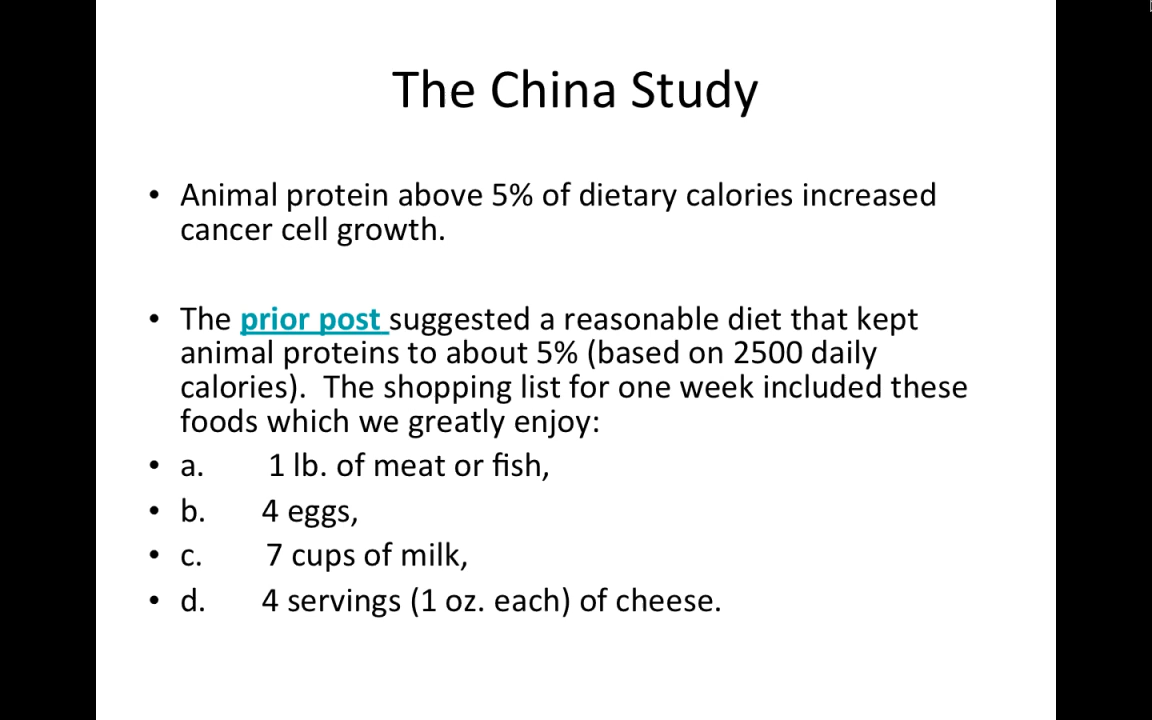 The China Study
• Animal protein above 5% of dietary calories increased
cancer cell growth.
• The prior post suggested a reasonable diet that kept
animal proteins to about 5% (based on 2500 daily
calories).  The shopping list for one week included these
foods which we greatly enjoy:
• a. 1 lb. of meat or fish,
• b. 4 eggs,
• c. 7 cups of milk,
• d. 4 servings (1 oz. each) of cheese.